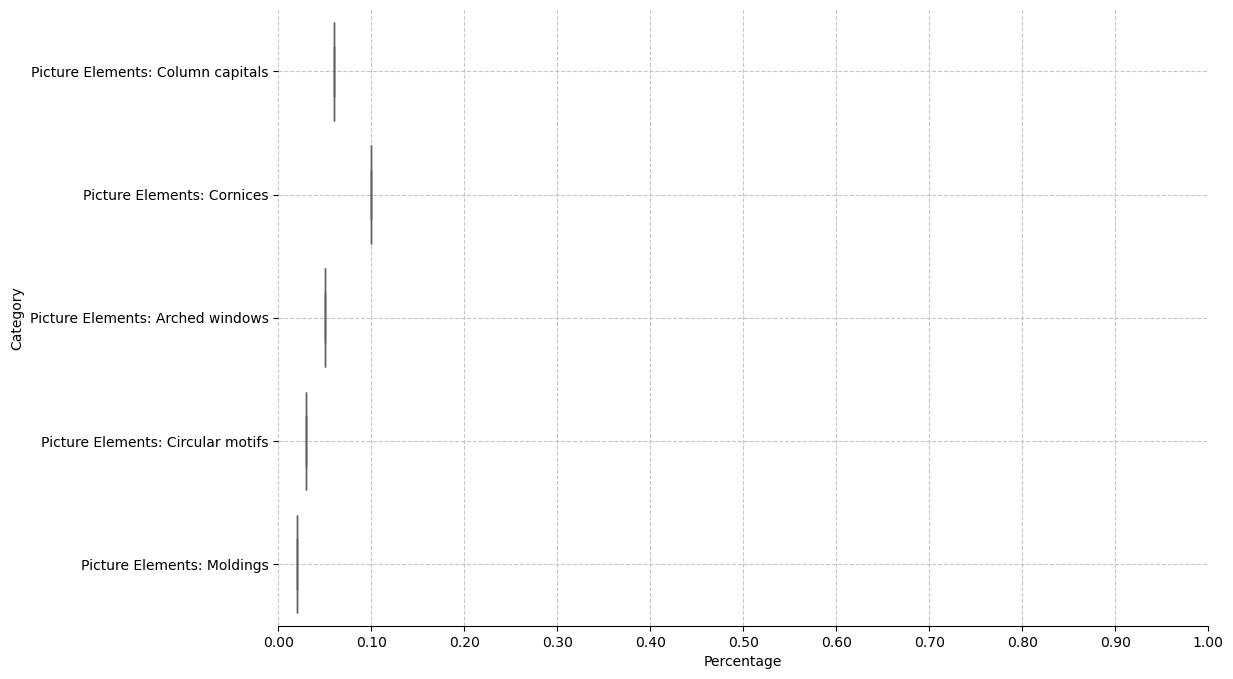 Picture Elements: Column capitals
Picture Elements: Cornices
Picture Elements: Arched windows
Picture Elements: Circular motifs
Picture Elements: Moldings
Category
0.00 0.10 0.20 0.30 0.40 0.50 0.60 0.70 0.80 0.90 1.00
Percentage